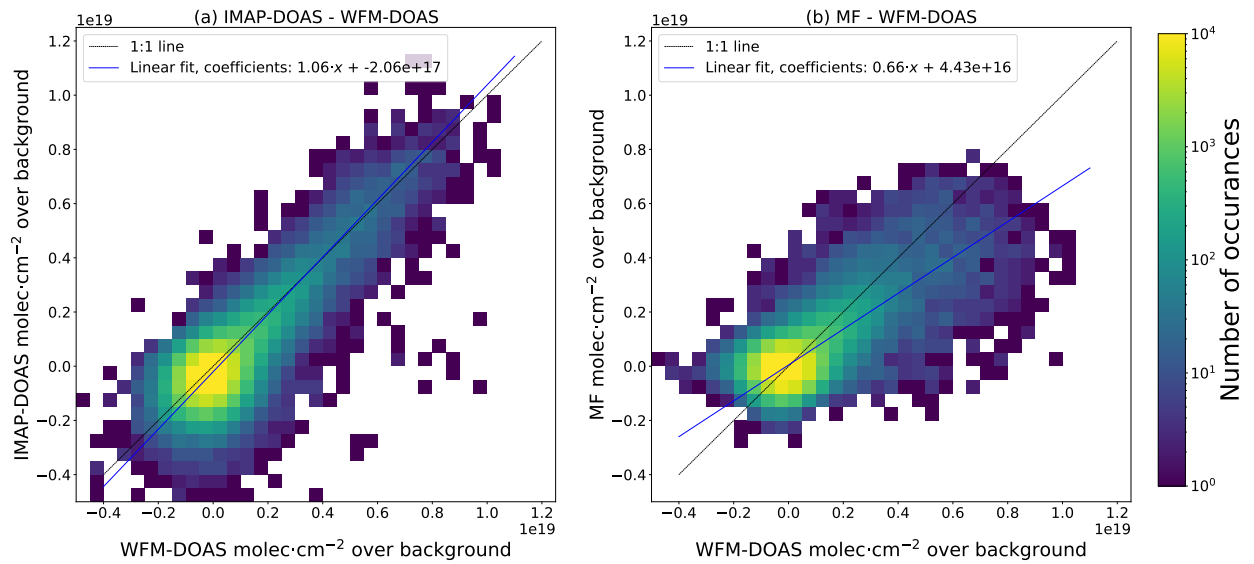 1e19
(a) IMAP-DOAS - WFM-DOAS
1:1 line
Linear fit, coefficients: 1.06·x + -2.06e+17
1.2
1.0
0.8
0.6
0.4
0.2
0.0
−0.2
−0.4
IMAP-DOAS molec·cm⁻² over background
−0.4 −0.2 0.0 0.2 0.4 0.6 0.8 1.0 1.2
1e19
WFM-DOAS molec·cm⁻² over background
1e19
(b) MF - WFM-DOAS
1:1 line
Linear fit, coefficients: 0.66·x + 4.43e+16
1.2
1.0
0.8
0.6
0.4
0.2
0.0
−0.2
−0.4
MF molec·cm⁻² over background
−0.4 −0.2 0.0 0.2 0.4 0.6 0.8 1.0 1.2
1e19
WFM-DOAS molec·cm⁻² over background
10⁴
10³
10²
10¹
10⁰
Number of occurances